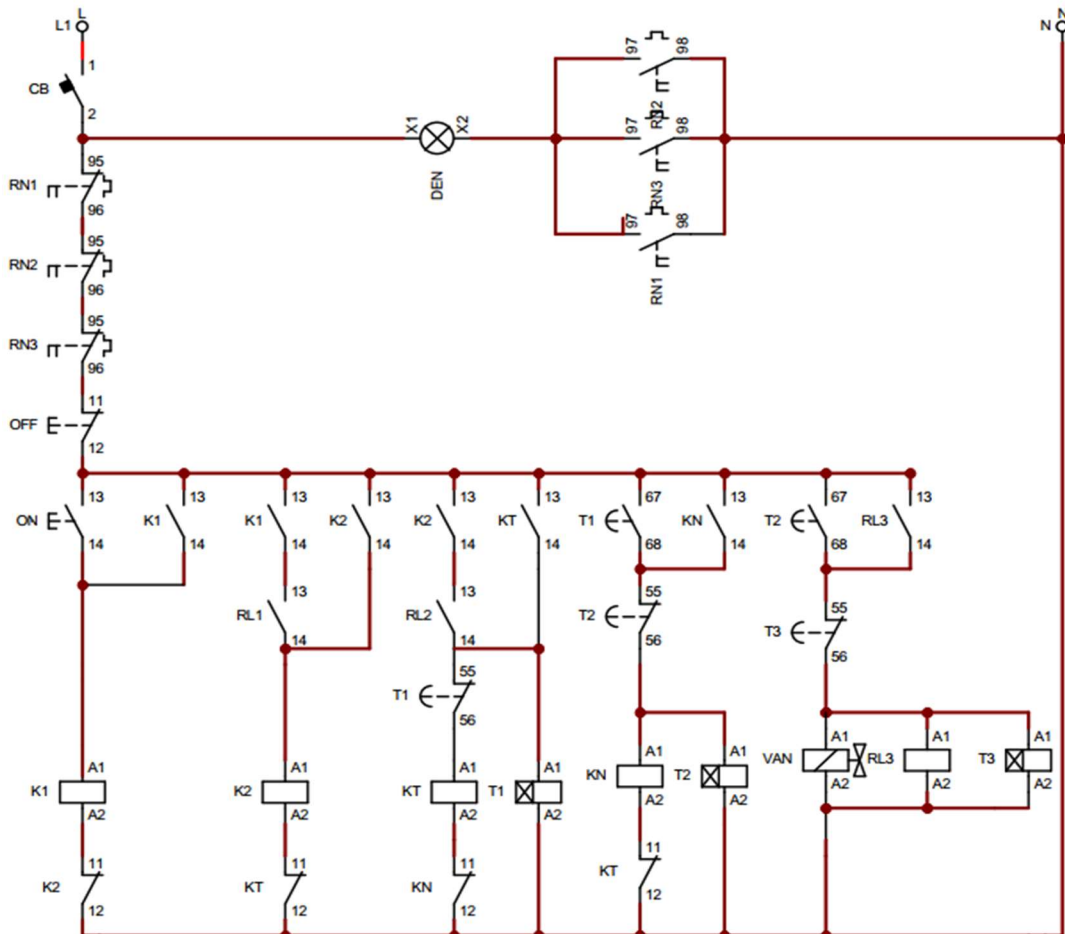 L
L1
N
N
1
CB
2
97 98
RN2
X1 X2
DEN
97 98
RN3
97 98
RN1
95
RN1
96
95
RN2
96
95
RN3
96
11
OFF
12
13 13 13 13 13 13 67 13 67 13
ON K1 K1 K2 K2 KT T1 KN T2 RL3
14 14 14 14 14 14 68 14 68 14
13 13 55 55
RL1 RL2 T2 T3
14 14 56 56
55
T1
56
A1 A1 A1 A1 A1
VAN RL3 T3 KN T2
A2 A2 A2 A2 A2
A1 A1 A1 A1
K1 K2 KT T1
A2 A2 A2 A2
11
KT
12
11 11 11
K2 KT KN
12 12 12